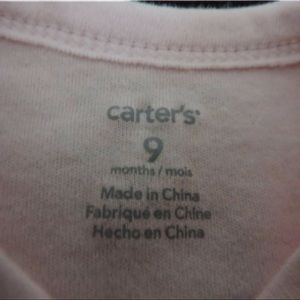 carter's
9
months / mois
Made in China
Fabriqué en Chine
Hecho en China